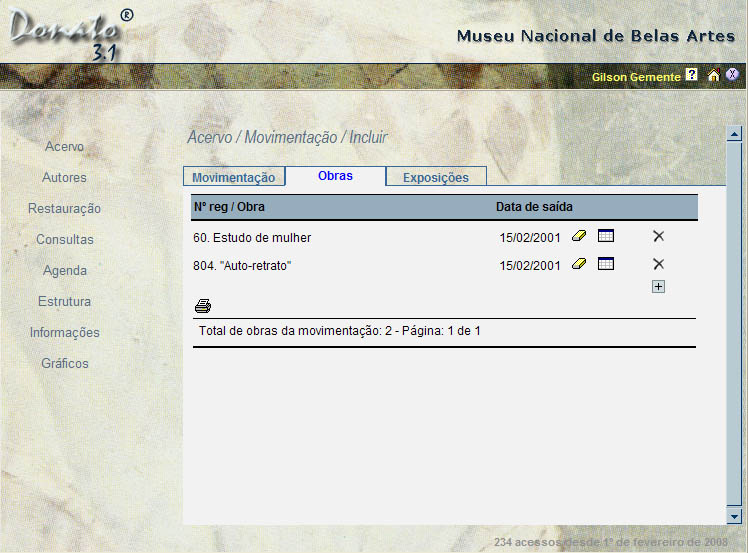 Donato ®
3.1
Museu Nacional de Belas Artes
Gilson Gemente ? X
Acervo / Movimentação / Incluir
Acervo
Autores
Restauração
Consultas
Agenda
Estrutura
Informações
Gráficos
Movimentação Obras Exposições
Nº reg / Obra Data de saída
60. Estudo de mulher 15/02/2001
804. "Auto-retrato" 15/02/2001
Total de obras da movimentação: 2 - Página: 1 de 1
234 acessos desde 1º de fevereiro de 2008